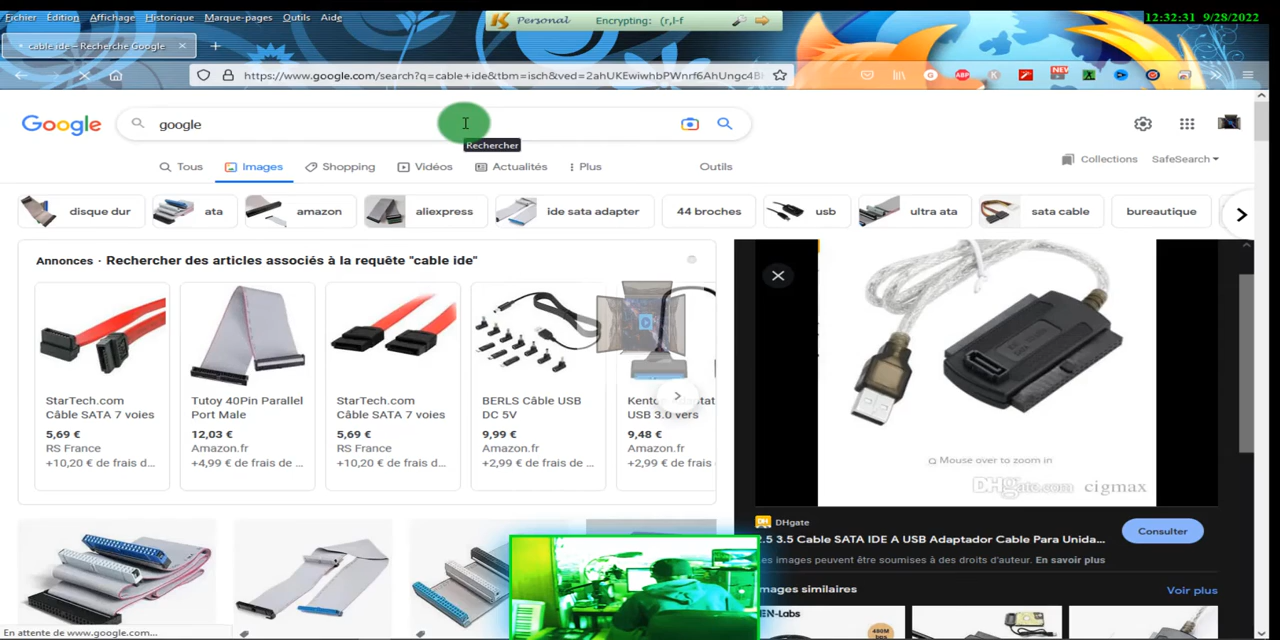 Fichier Édition Affichage Historique Marque-pages Outils Aide
K Personal Encrypting: (r,l-f
12:32:31 9/28/2022
cable ide – Recherche Google
https://www.google.com/search?q=cable+ide&tbm=isch&ved=2ahUKEwiwhbPWnrf6AhUngc4BH
ABP
NEW
Google
google
Rechercher
Tous Images Shopping Vidéos Actualités Plus Outils
Collections SafeSearch
disque dur ata amazon aliexpress ide sata adapter 44 broches usb ultra ata sata cable bureautique
Annonces · Rechercher des articles associés à la requête "cable ide"
StarTech.com
Câble SATA 7 voies
5,69 €
RS France
+10,20 € de frais d...
Tutoy 40Pin Parallel
Port Male
12,03 €
Amazon.fr
+4,99 € de frais de ...
StarTech.com
Câble SATA 7 voies
5,69 €
RS France
+10,20 € de frais d...
BERLS Câble USB
DC 5V
9,99 €
Amazon.fr
+2,99 € de frais de ...
USB 3.0 vers
9,48 €
Amazon.fr
+2,99 € de frais de
Mouse over to zoom in
DHgate.com cigmax
DH DHgate
2.5 3.5 Cable SATA IDE A USB Adaptador Cable Para Unida...
Consulter
es images peuvent être soumises à des droits d'auteur. En savoir plus
mages similaires
Voir plus
EN-Labs
480M
En attente de www.google.com...